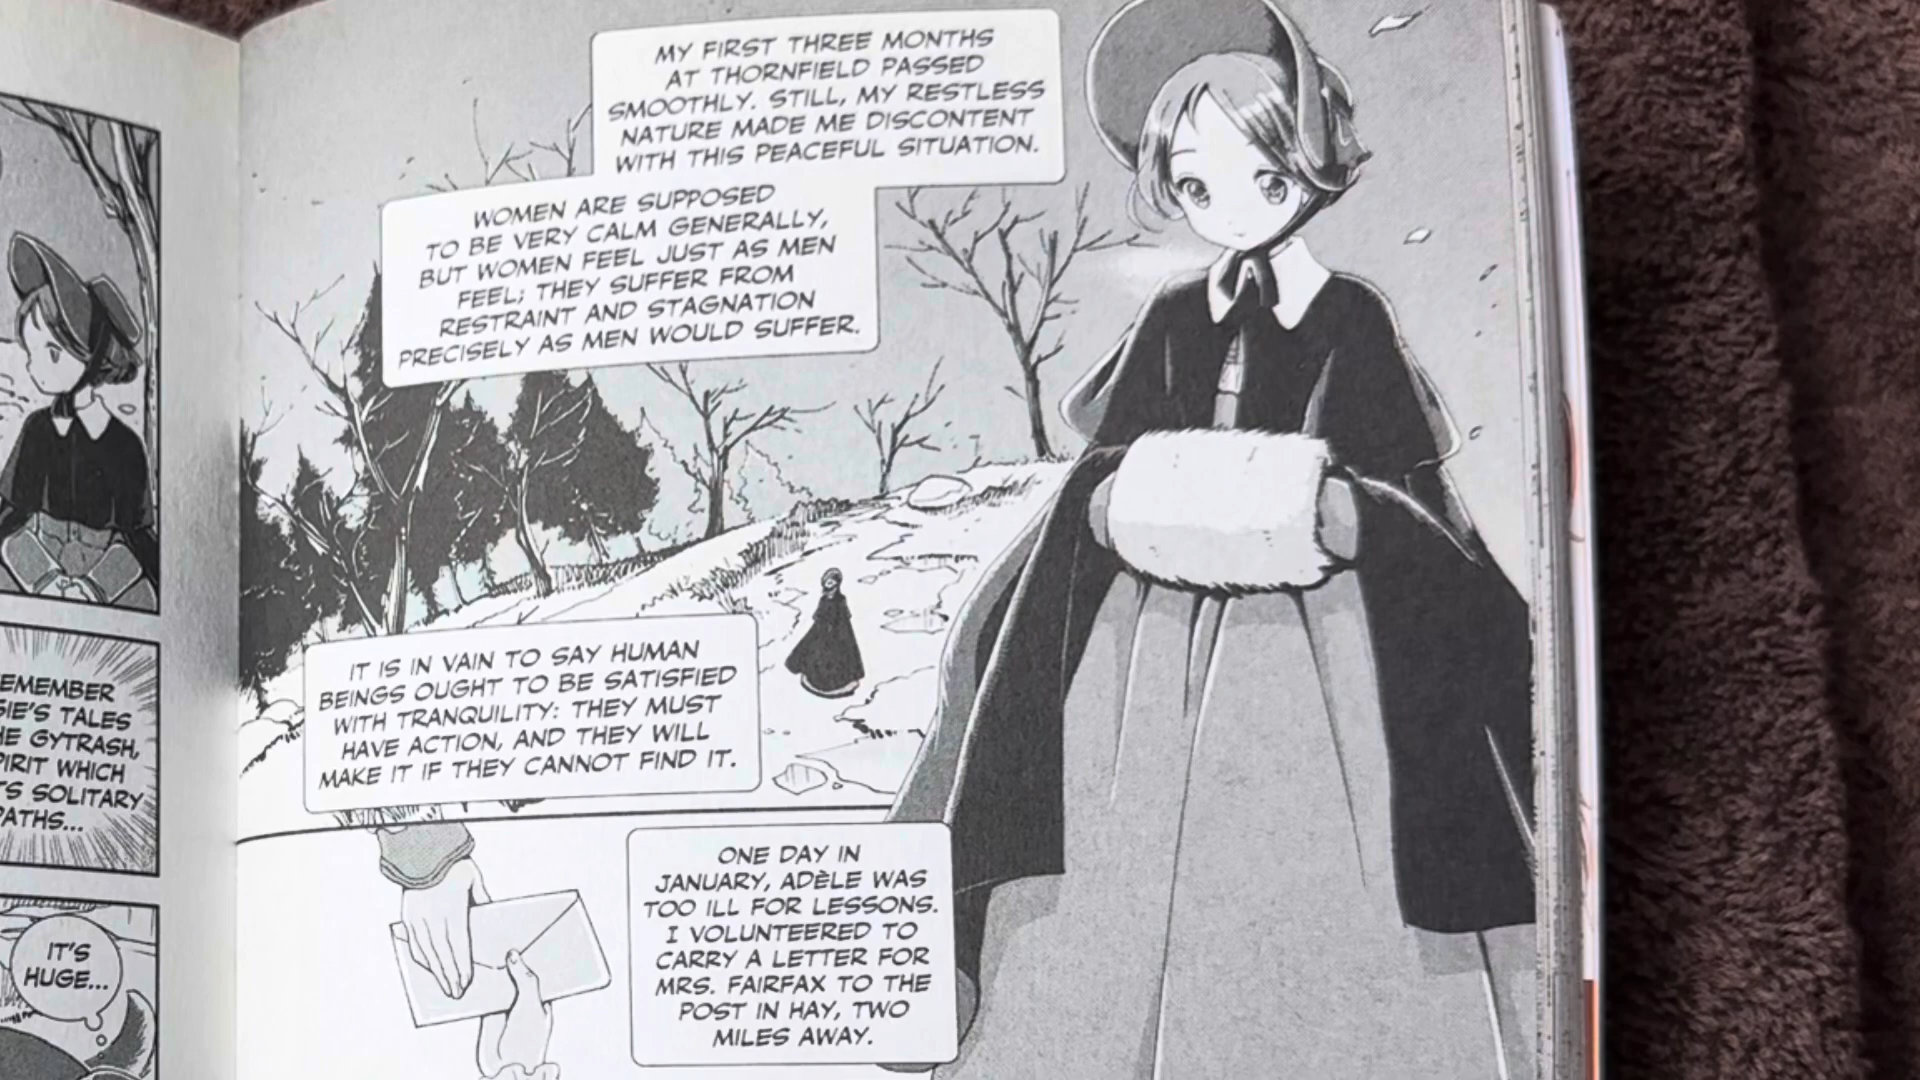 MY FIRST THREE MONTHS
AT THORNFIELD PASSED
SMOOTHLY. STILL, MY RESTLESS
NATURE MADE ME DISCONTENT
WITH THIS PEACEFUL SITUATION.
WOMEN ARE SUPPOSED
TO BE VERY CALM GENERALLY,
BUT WOMEN FEEL JUST AS MEN
FEEL; THEY SUFFER FROM
RESTRAINT AND STAGNATION
PRECISELY AS MEN WOULD SUFFER.
IT IS IN VAIN TO SAY HUMAN
BEINGS OUGHT TO BE SATISFIED
WITH TRANQUILITY: THEY MUST
HAVE ACTION, AND THEY WILL
MAKE IT IF THEY CANNOT FIND IT.
ONE DAY IN
JANUARY, ADÈLE WAS
TOO ILL FOR LESSONS.
I VOLUNTEERED TO
CARRY A LETTER FOR
MRS. FAIRFAX TO THE
POST IN HAY, TWO
MILES AWAY.
TALES
GYTRASH,
WHICH
SOLITARY
IT'S
HUGE...